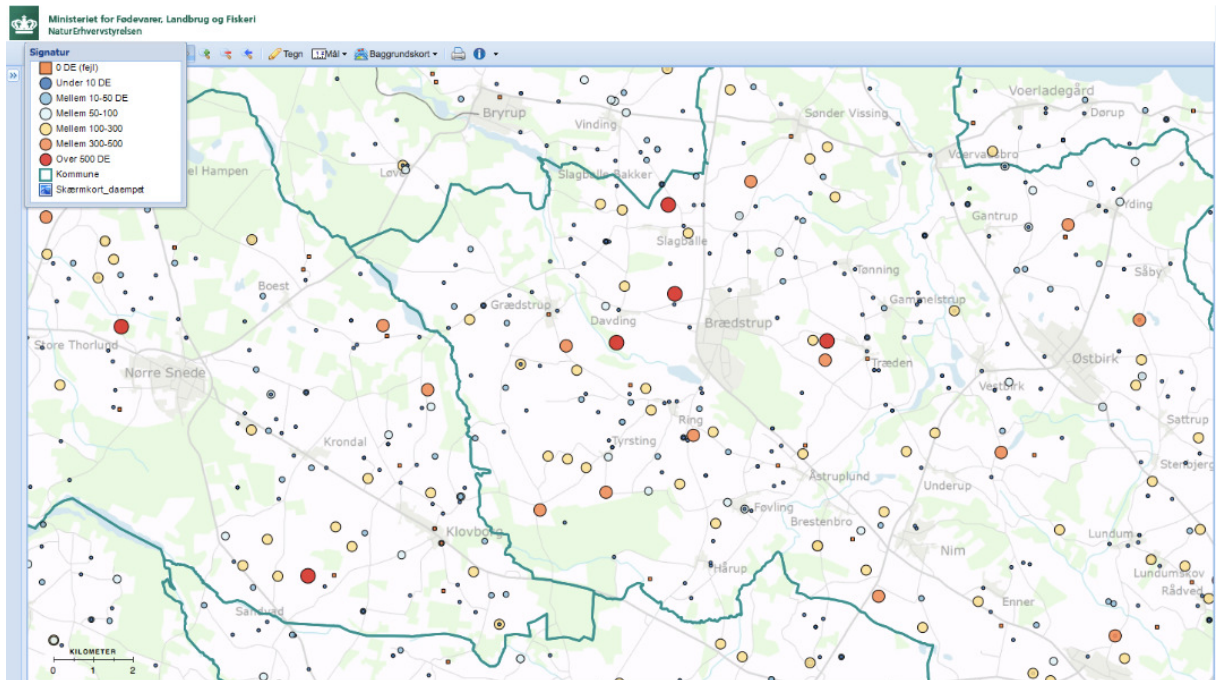 Ministeriet for Fødevarer, Landbrug og Fiskeri
NaturErhvervstyrelsen
Signatur
Tegn
Mål
Baggrundskort
0 DE (fejl)
Under 10 DE
Mellem 10-50 DE
Mellem 50-100
Mellem 100-300
Mellem 300-500
Over 500 DE
Kommune
Skærmkort_daempet
Bryrup
Vinding
Sønder Vissing
Voerladegård
Dørup
Voervadsbro
el Hampen
Løve
Slagballe Bakker
Yding
Gantrup
Slagballe
Tønning
Såby
Boest
Grædstrup
Gammelstrup
Davding
Brædstrup
Store Thorlund
Nørre Snede
Træden
Østbirk
Vestbirk
Ring
Sattrup
Krondal
Tyrsting
Åstruplund
Stenbjerg
Underup
Føvling
Brestenbro
Klovborg
Lundum
Nim
Hårup
Lundumskov
Rådved
Enner
Sandvad
KILOMETER
0 1 2